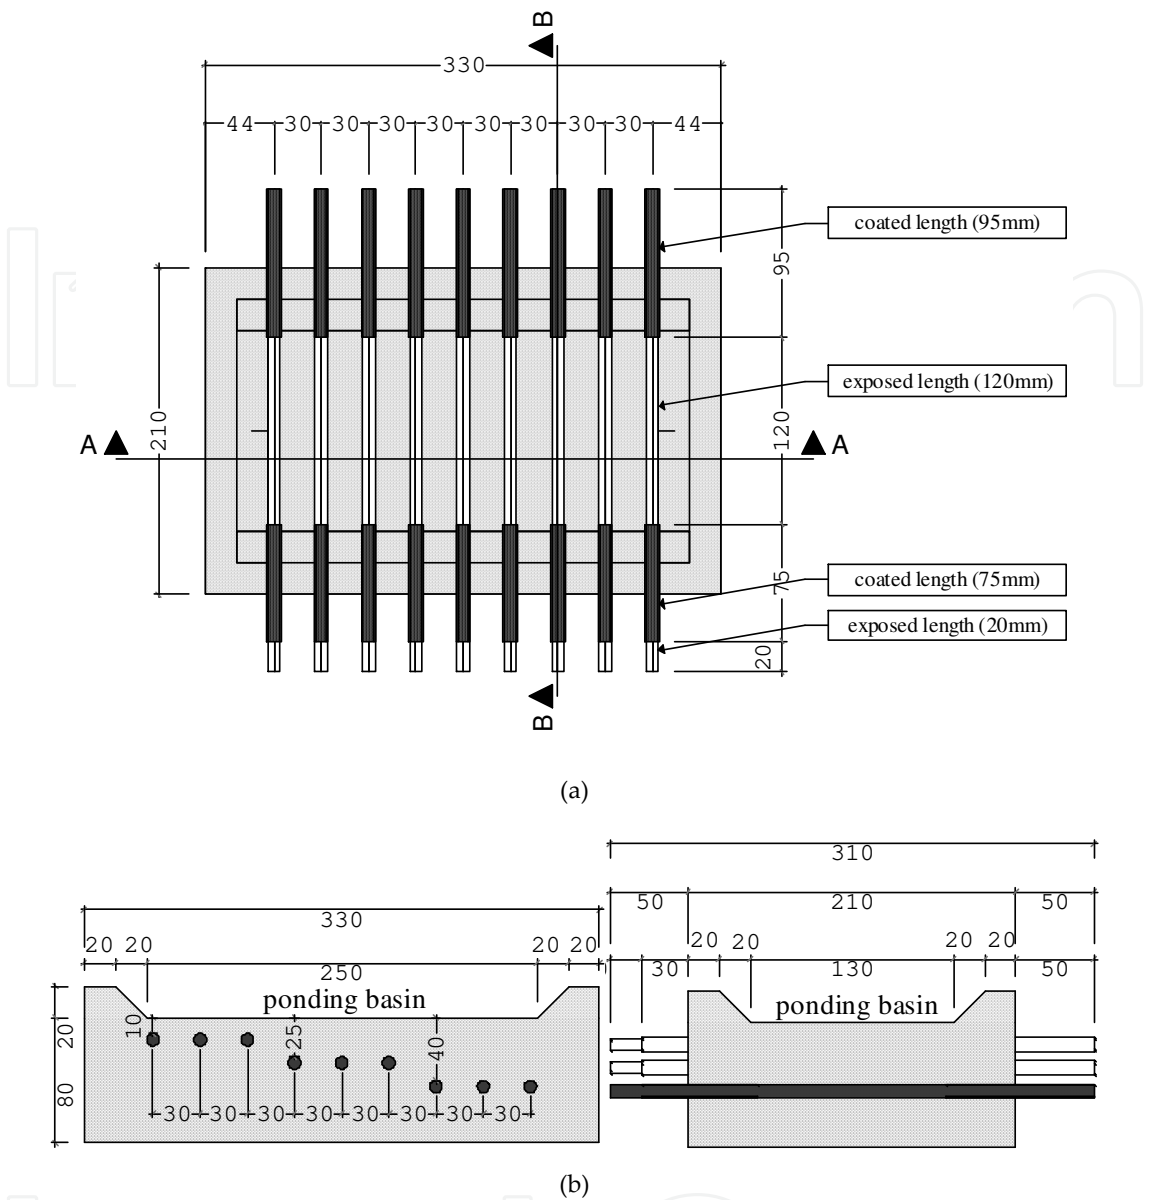 B
330
44 30 30 30 30 30 30 30 30 44
coated length (95mm)
95
exposed length (120mm)
210
120
A
A
coated length (75mm)
75
exposed length (20mm)
20
B
(a)
310
330
50 210 50
20 20 20 20
20 20 20 20
250
30 130 50
ponding basin
ponding basin
20
10
25
40
80
30 30 30 30 30 30 30 30
(b)